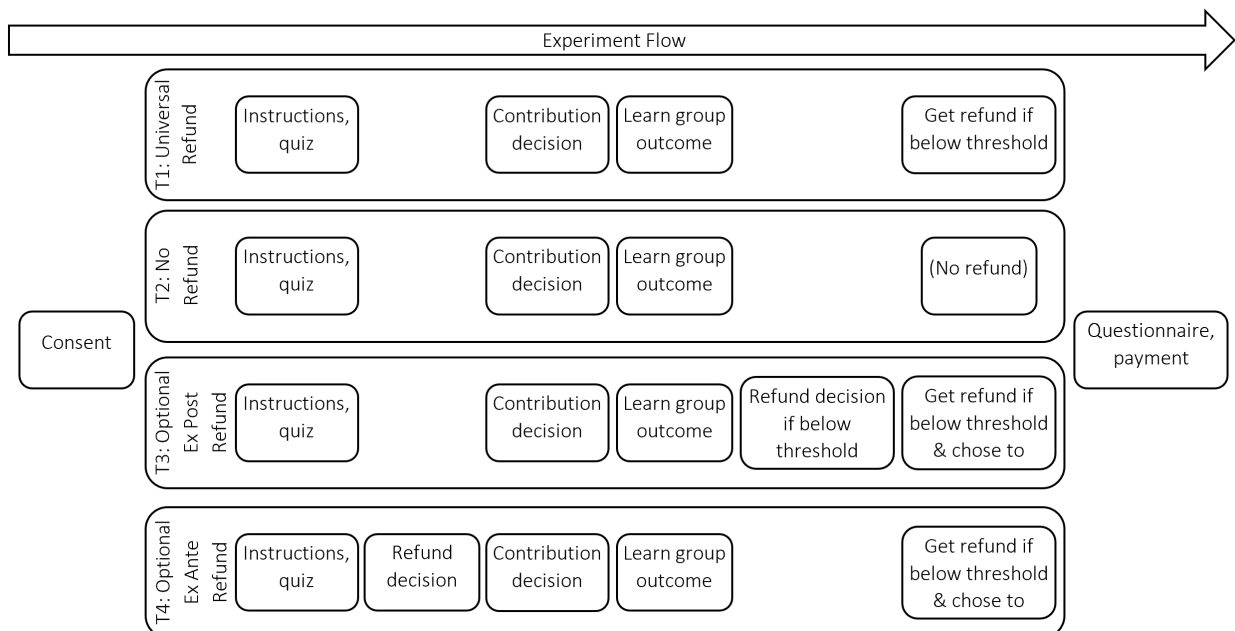 Experiment Flow
T1: Universal
Refund
Instructions,
quiz
Contribution
decision
Learn group
outcome
Get refund if
below threshold
T2: No
Refund
Instructions,
quiz
Contribution
decision
Learn group
outcome
(No refund)
Consent
Questionnaire,
payment
T3: Optional
Ex Post
Refund
Instructions,
quiz
Contribution
decision
Learn group
outcome
Refund decision
if below
threshold
Get refund if
below threshold
& chose to
T4: Optional
Ex Ante
Refund
Instructions,
quiz
Refund
decision
Contribution
decision
Learn group
outcome
Get refund if
below threshold
& chose to